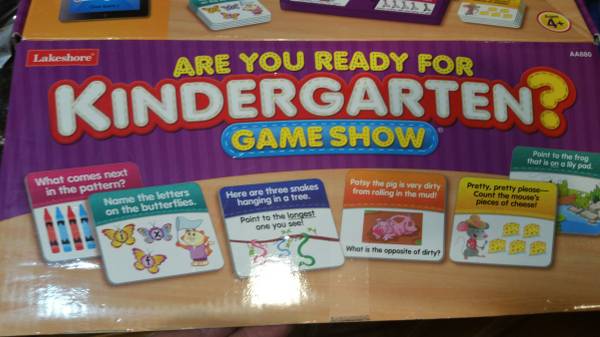 4+
Lakeshore®
AA880
ARE YOU READY FOR
KINDERGARTEN?
GAME SHOW®
What comes next
in the pattern?
Name the letters
on the butterflies.
Here are three snakes
hanging in a tree.
Point to the longest
one you see!
Patsy the pig is very dirty
from rolling in the mud!
What is the opposite of dirty?
Pretty, pretty please—
Count the mouse's
pieces of cheese!
Point to the frog
that is on a lily pad.